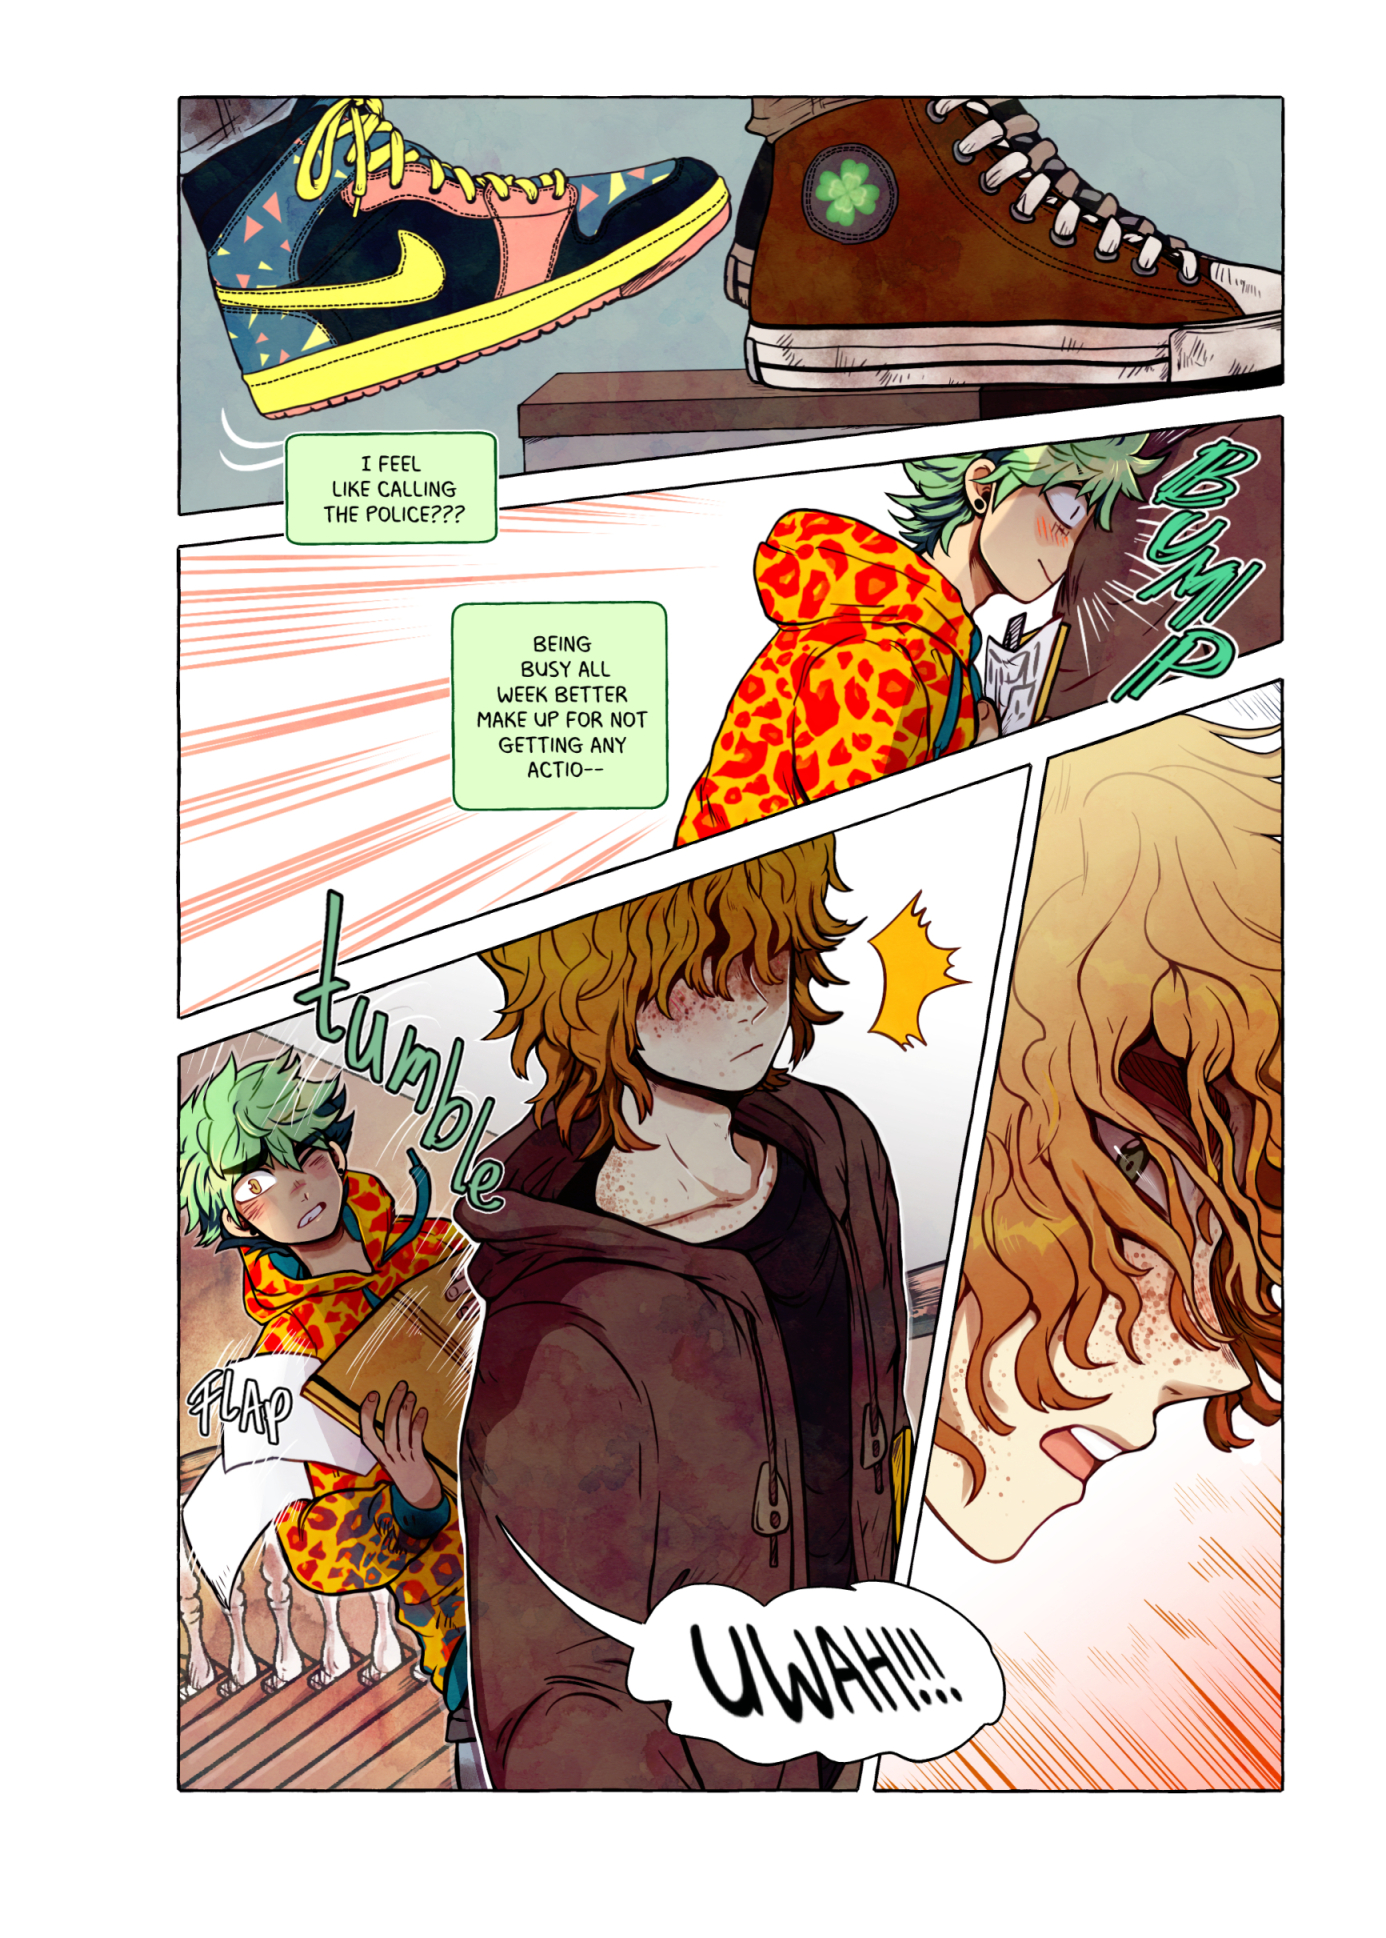 I FEEL
LIKE CALLING
THE POLICE???
BUMP
BEING
BUSY ALL
WEEK BETTER
MAKE UP FOR NOT
GETTING ANY
ACTIO--
tumble
FLAP
UWAH!!!